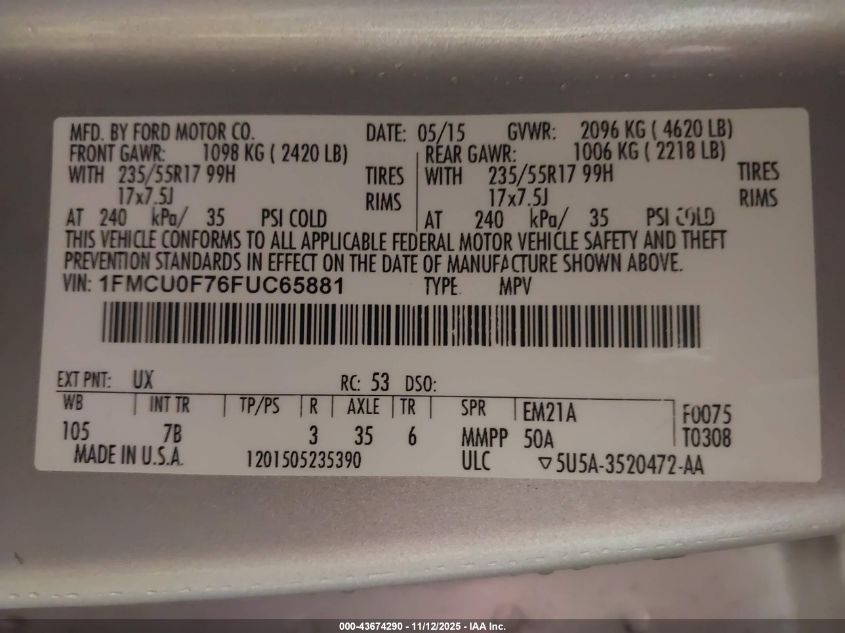 MFD. BY FORD MOTOR CO. DATE: 05/15 GVWR: 2096 KG ( 4620 LB)
FRONT GAWR: 1098 KG ( 2420 LB) REAR GAWR: 1006 KG ( 2218 LB)
WITH 235/55R17 99H TIRES WITH 235/55R17 99H TIRES
17x7.5J RIMS 17x7.5J RIMS
AT 240 kPa/ 35 PSI COLD AT 240 kPa/ 35 PSI COLD
THIS VEHICLE CONFORMS TO ALL APPLICABLE FEDERAL MOTOR VEHICLE SAFETY AND THEFT
PREVENTION STANDARDS IN EFFECT ON THE DATE OF MANUFACTURE SHOWN ABOVE.
VIN: 1FMCU0F76FUC65881 TYPE MPV
EXT PNT: UX RC: 53 DSO:
WB INT TR TP/PS R AXLE TR SPR EM21A F0075
105 7B 3 35 6 MMPP 50A T0308
MADE IN U.S.A. 1201505235390 ULC ▽5U5A-3520472-AA
000-43674290 - 11/12/2025 - IAA Inc.